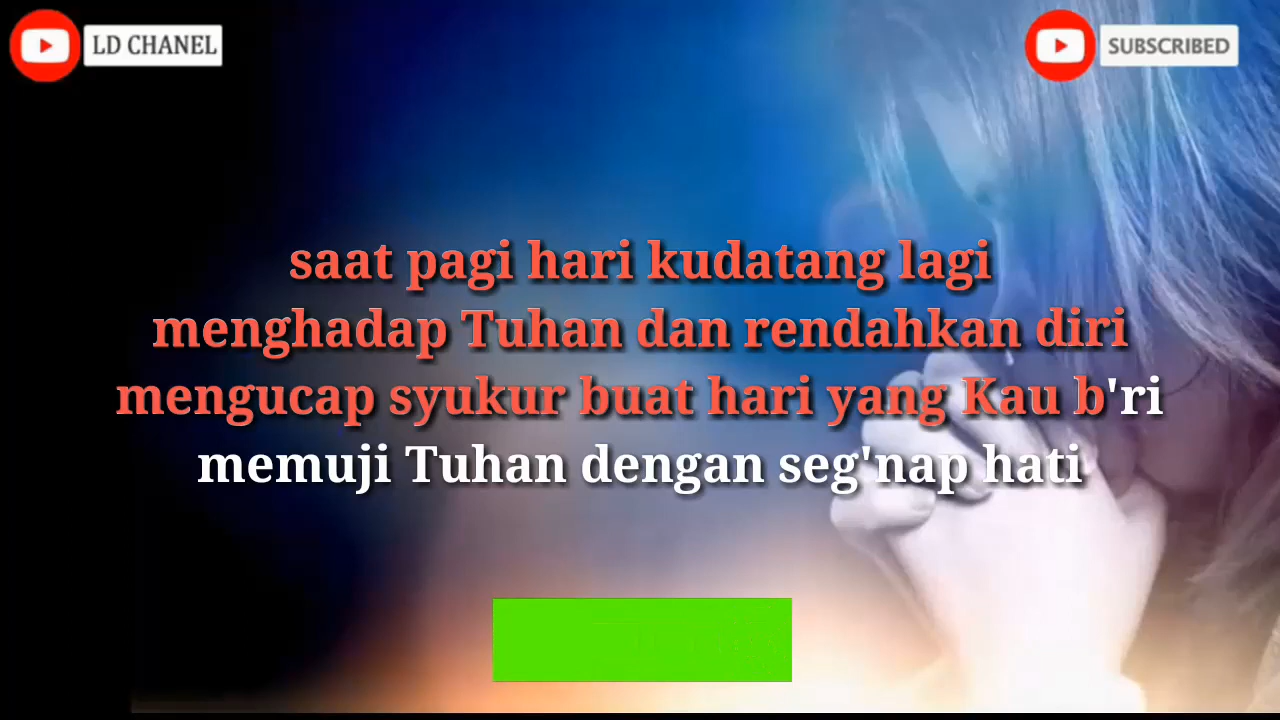 LD CHANEL
SUBSCRIBED
saat pagi hari kudatang lagi
menghadap Tuhan dan rendahkan diri
mengucap syukur buat hari yang Kau b'ri
memuji Tuhan dengan seg'nap hati